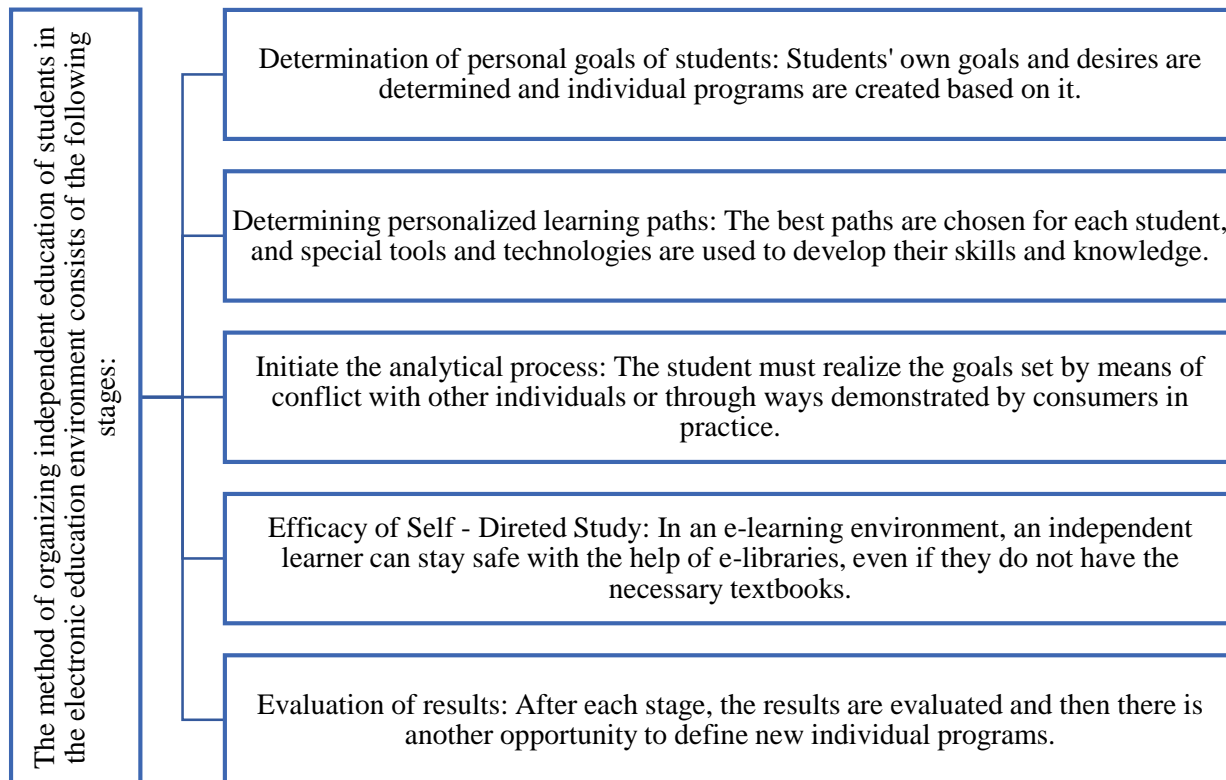 The method of organizing independent education of students in
the electronic education environment consists of the following
stages:
Determination of personal goals of students: Students' own goals and desires are
determined and individual programs are created based on it.
Determining personalized learning paths: The best paths are chosen for each student,
and special tools and technologies are used to develop their skills and knowledge.
Initiate the analytical process: The student must realize the goals set by means of
conflict with other individuals or through ways demonstrated by consumers in
practice.
Efficacy of Self - Direted Study: In an e-learning environment, an independent
learner can stay safe with the help of e-libraries, even if they do not have the
necessary textbooks.
Evaluation of results: After each stage, the results are evaluated and then there is
another opportunity to define new individual programs.